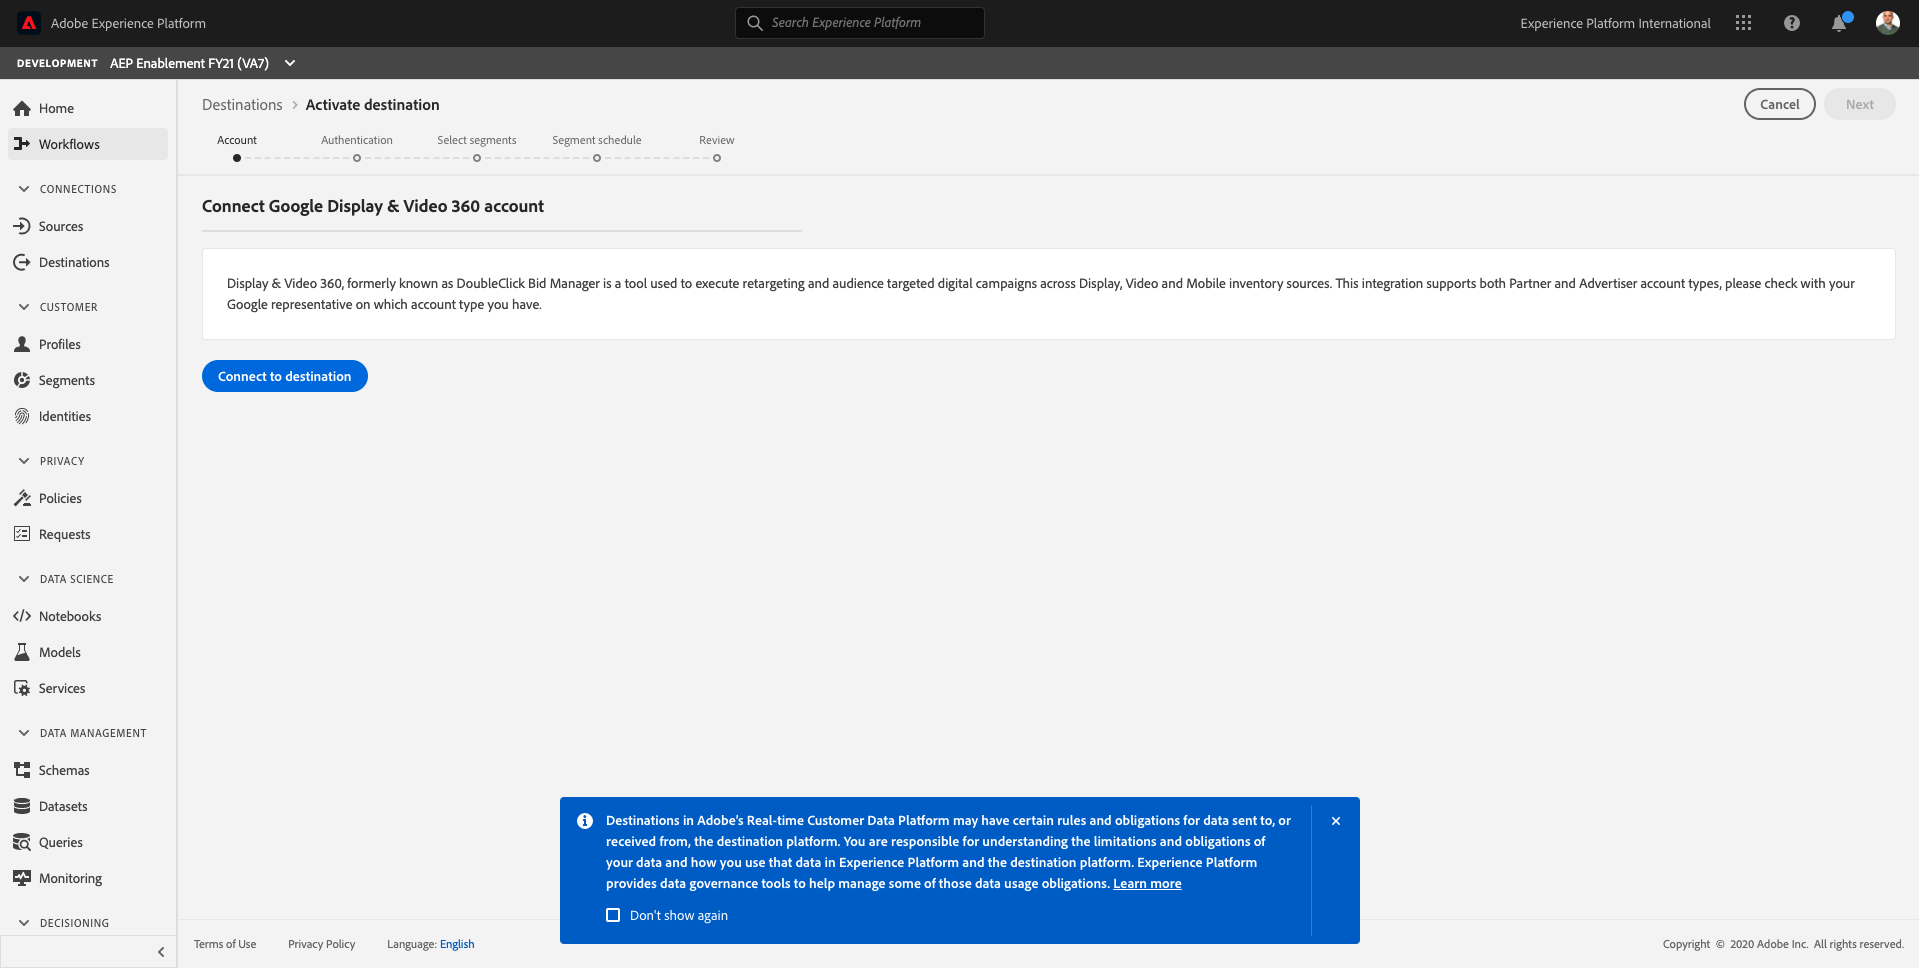 Adobe Experience Platform
Search Experience Platform
Experience Platform International
DEVELOPMENT AEP Enablement FY21 (VA7)
Home
Workflows
CONNECTIONS
Sources
Destinations
CUSTOMER
Profiles
Segments
Identities
PRIVACY
Policies
Requests
DATA SCIENCE
Notebooks
Models
Services
DATA MANAGEMENT
Schemas
Datasets
Queries
Monitoring
DECISIONING
Destinations > Activate destination
Cancel
Next
Account
Authentication
Select segments
Segment schedule
Review
Connect Google Display & Video 360 account
Display & Video 360, formerly known as DoubleClick Bid Manager is a tool used to execute retargeting and audience targeted digital campaigns across Display, Video and Mobile inventory sources. This integration supports both Partner and Advertiser account types, please check with your
Google representative on which account type you have.
Connect to destination
Destinations in Adobe's Real-time Customer Data Platform may have certain rules and obligations for data sent to, or
received from, the destination platform. You are responsible for understanding the limitations and obligations of
your data and how you use that data in Experience Platform and the destination platform. Experience Platform
provides data governance tools to help manage some of those data usage obligations. Learn more
Don't show again
Terms of Use
Privacy Policy
Language: English
Copyright © 2020 Adobe Inc. All rights reserved.